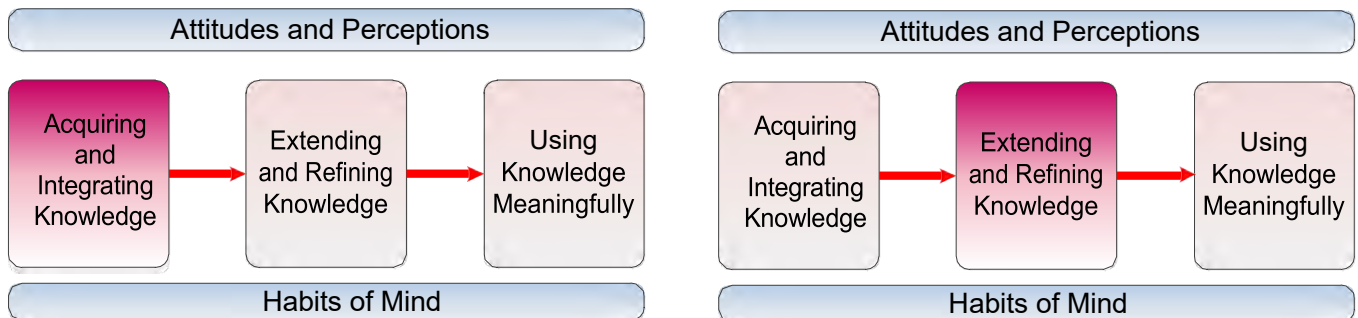 Attitudes and Perceptions
Acquiring
and
Integrating
Knowledge
Extending
and Refining
Knowledge
Using
Knowledge
Meaningfully
Habits of Mind
Attitudes and Perceptions
Acquiring
and
Integrating
Knowledge
Extending
and Refining
Knowledge
Using
Knowledge
Meaningfully
Habits of Mind